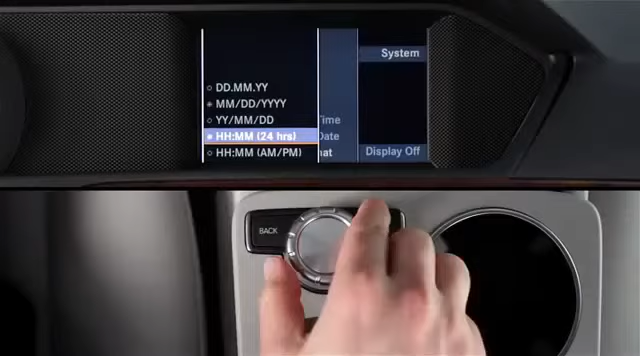 System
DD.MM.YY
MM/DD/YYYY
YY/MM/DD
Time
HH:MM (24 hrs)
Date
HH:MM (AM/PM)
at
Display Off
BACK